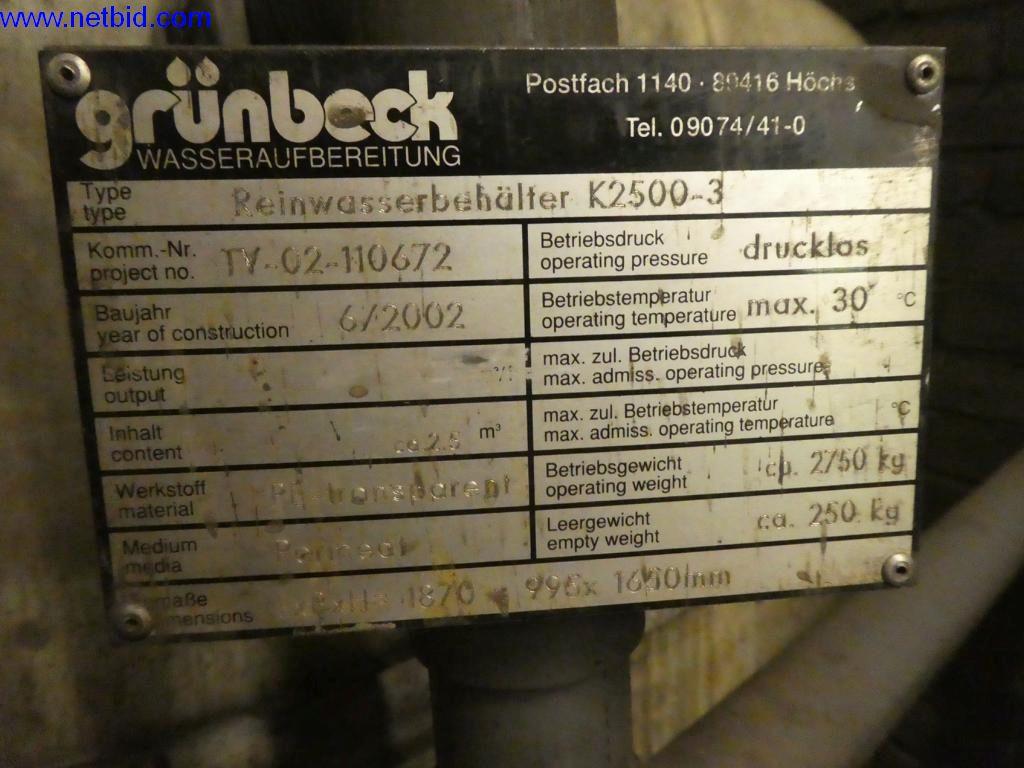 www.netbid.com
grünbeck
WASSERAUFBEREITUNG
Postfach 1140 · 89416 Höchs
Tel. 09074/41-0
Type
type
Reinwasserbehälter K2500-3
Komm.-Nr.
project no.
TV-02-110672
Betriebsdruck
operating pressure
drucklos
Baujahr
year of construction
6/2002
Betriebstemperatur
operating temperature
max. 30 °C
Leistung
output
max. zul. Betriebsdruck
max. admiss. operating pressure
Inhalt
content
ca 2.5 m³
max. zul. Betriebstemperatur
max. admiss. operating temperature
°C
Werkstoff
material
transparent
Betriebsgewicht
operating weight
ca. 2750 kg
Medium
media
Permeat
Leergewicht
empty weight
ca. 250 kg
1870 x 995x 1650mm